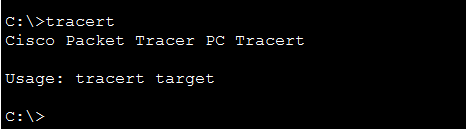 C:\>tracert
Cisco Packet Tracer PC Tracert
Usage: tracert target
C:\>